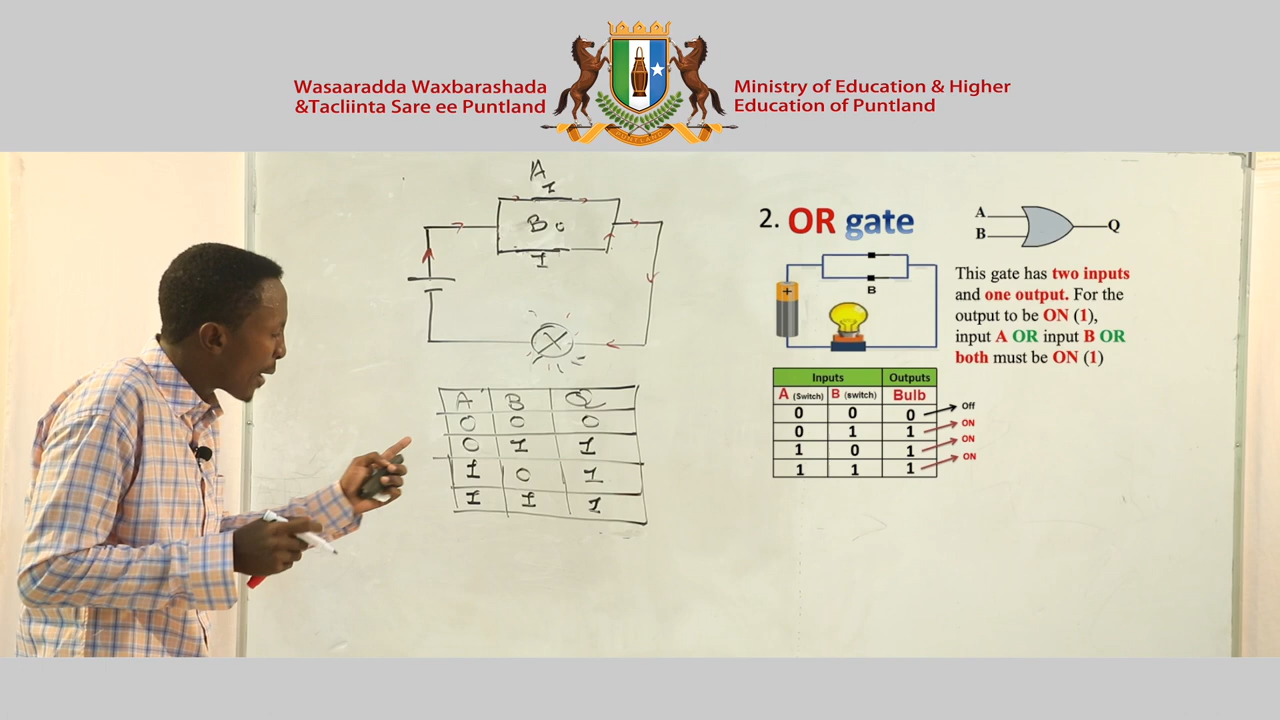 Wasaaradda Waxbarashada
&Tacliinta Sare ee Puntland
Ministry of Education & Higher
Education of Puntland
PUNTLAND
A
1
B 0
1
X
A B Q
0 0 0
0 1 1
1 0 1
1 1 1
2. OR gate
A
B
Q
+
B
This gate has two inputs
and one output. For the
output to be ON (1),
input A OR input B OR
both must be ON (1)
Inputs Outputs
A (Switch) B (switch) Bulb
0 0 0 Off
0 1 1 ON
1 0 1 ON
1 1 1 ON